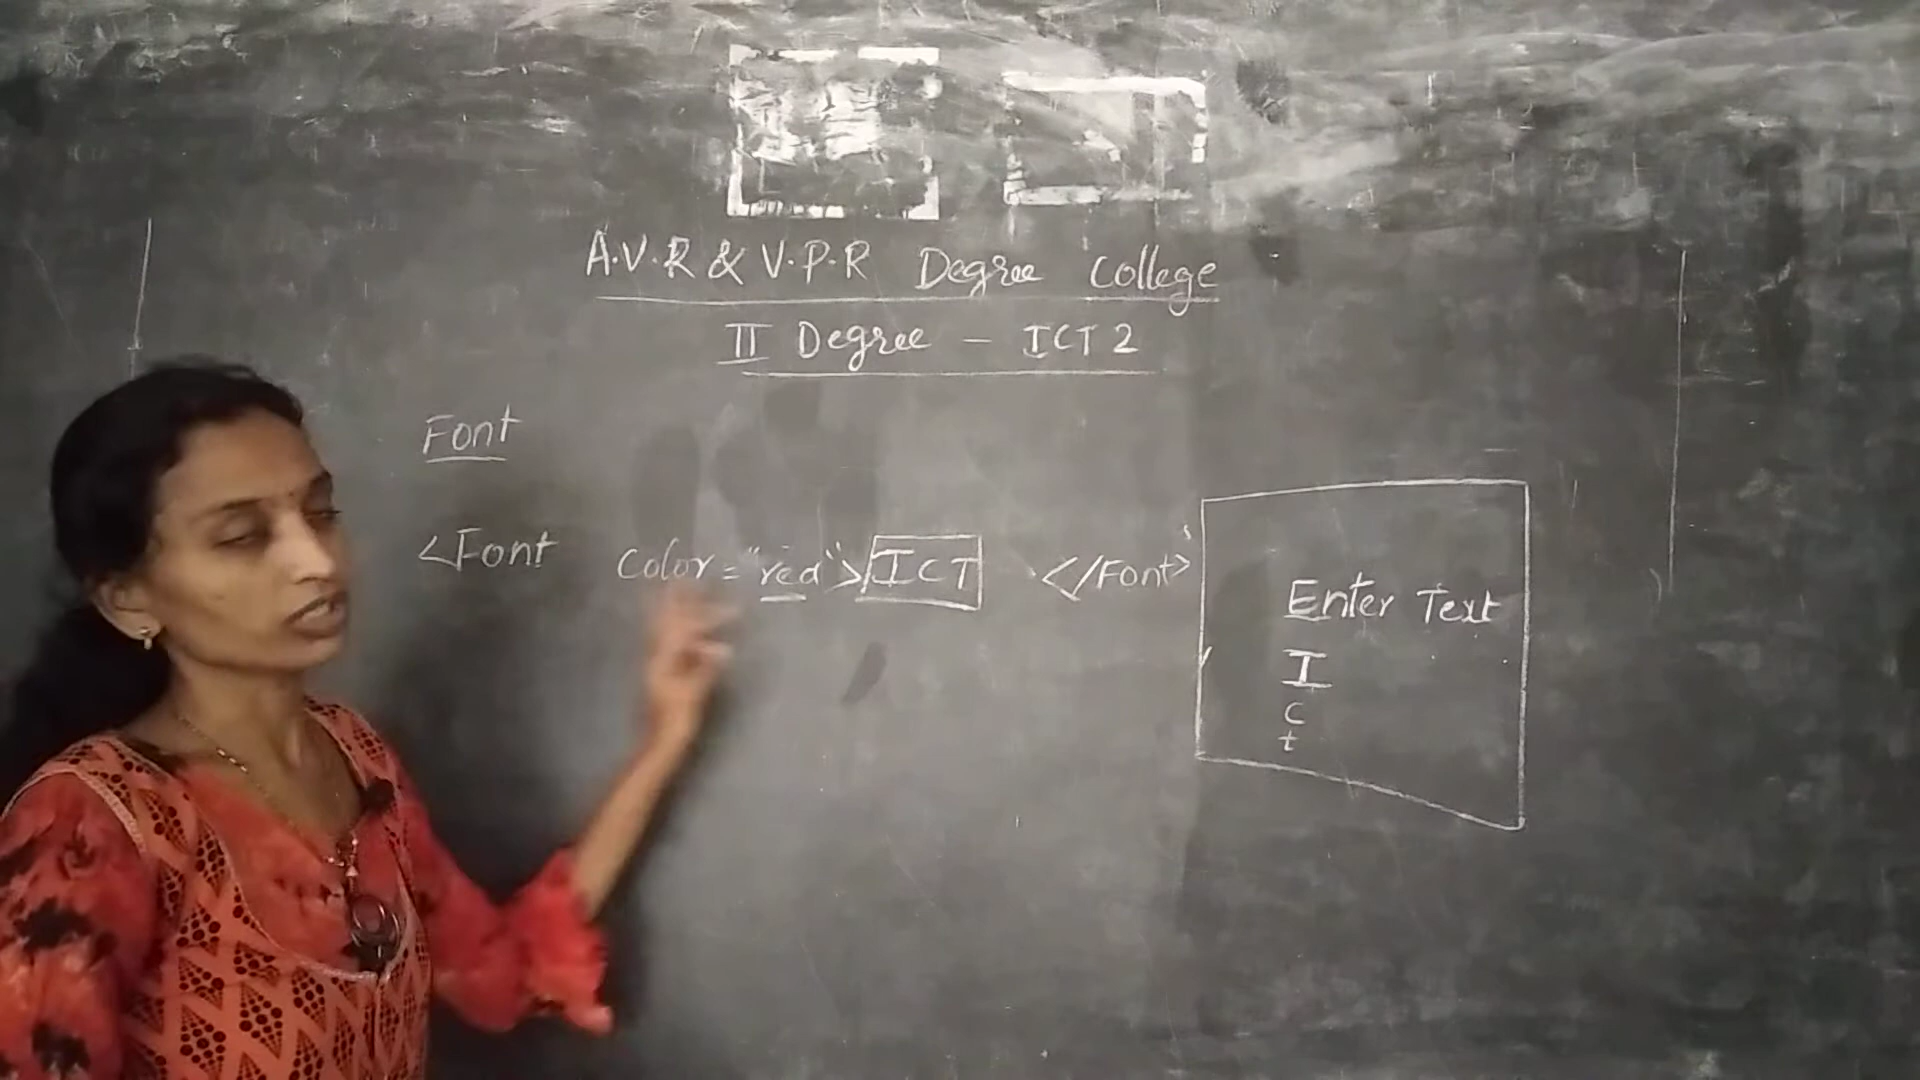 A.V.R & V.P.R Degree College
II Degree - ICT 2
Font
<Font color="red">ICT </Font>
Enter Text
I
C
t